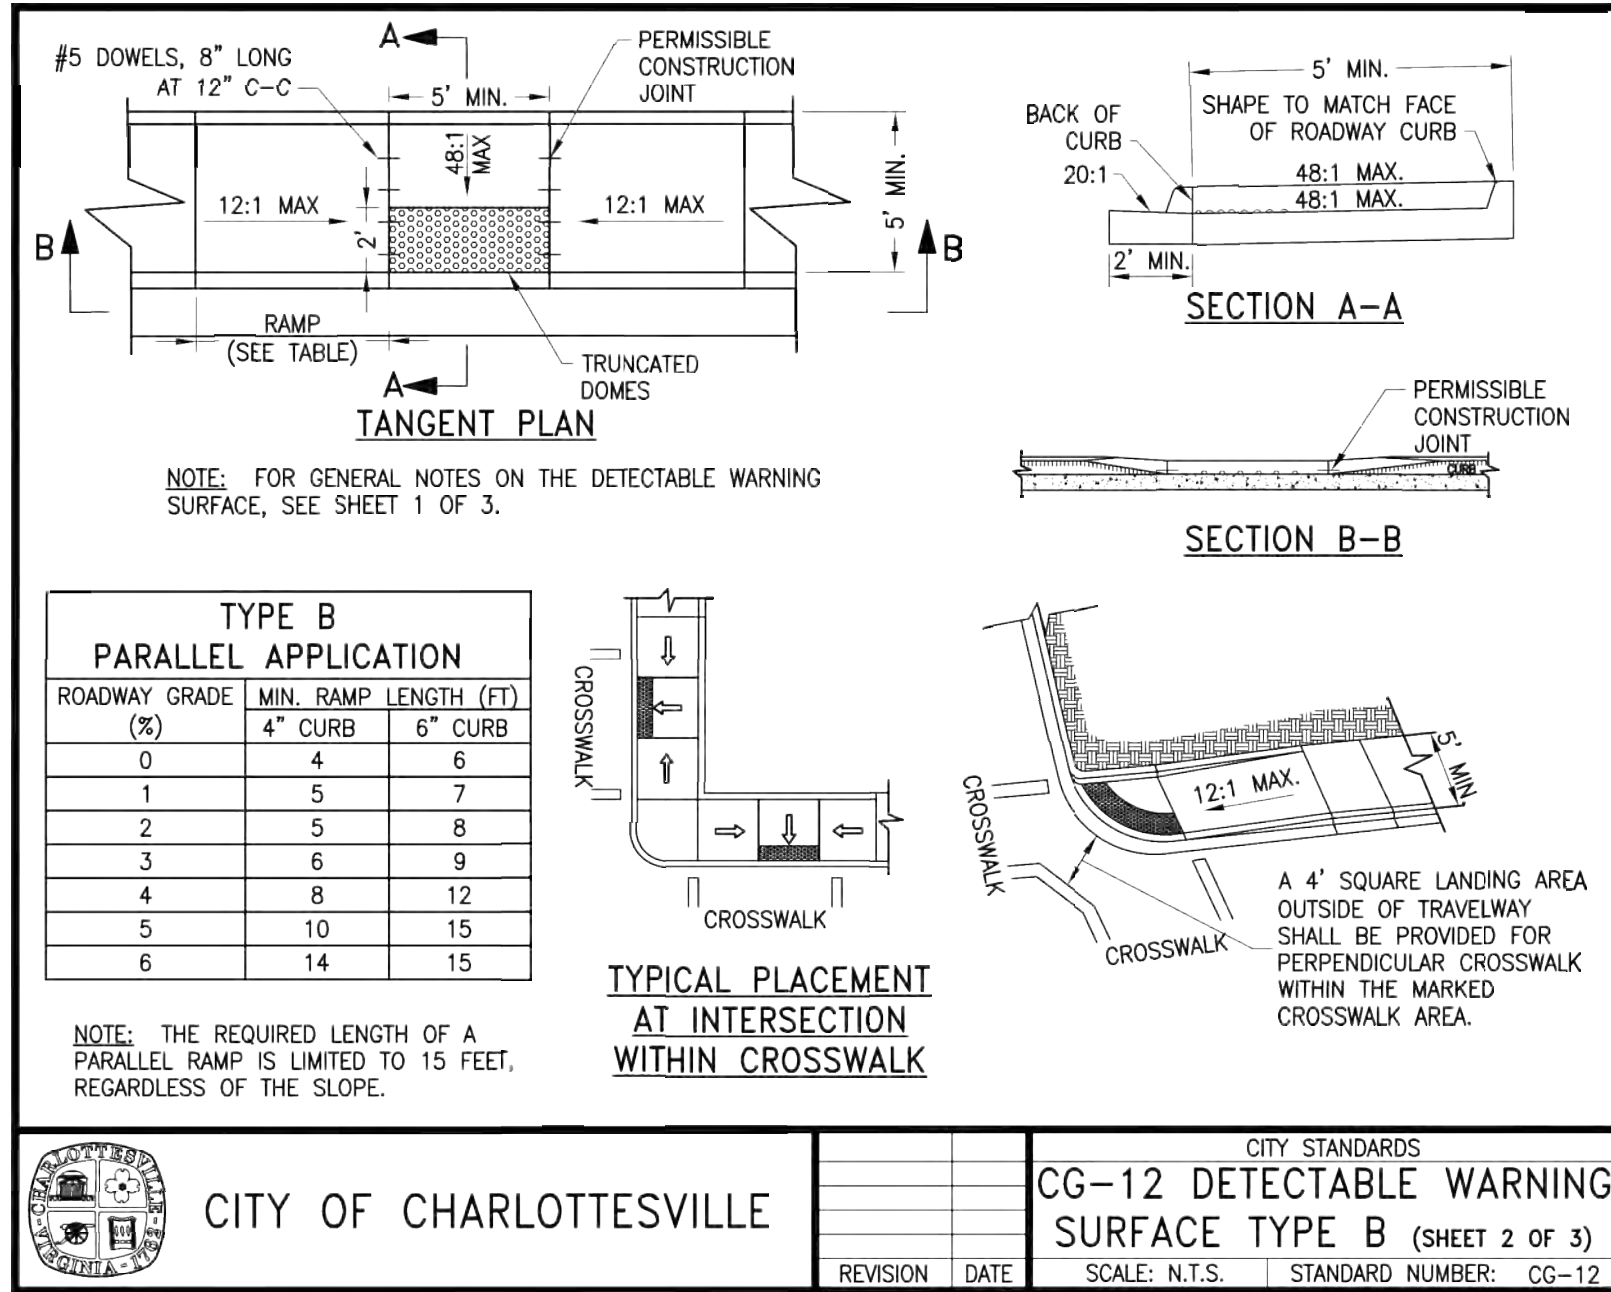 #5 DOWELS, 8" LONG
AT 12" C-C
A
5' MIN.
PERMISSIBLE
CONSTRUCTION
JOINT
48:1
MAX
12:1 MAX
12:1 MAX
2'
5' MIN.
B
B
RAMP
(SEE TABLE)
A
TRUNCATED
DOMES
TANGENT PLAN
NOTE: FOR GENERAL NOTES ON THE DETECTABLE WARNING
SURFACE, SEE SHEET 1 OF 3.
5' MIN.
BACK OF
CURB
SHAPE TO MATCH FACE
OF ROADWAY CURB
20:1
48:1 MAX.
48:1 MAX.
2' MIN.
SECTION A-A
PERMISSIBLE
CONSTRUCTION
JOINT
CURB
SECTION B-B
TYPE B
PARALLEL APPLICATION
ROADWAY GRADE MIN. RAMP LENGTH (FT)
(%) 4" CURB 6" CURB
0 4 6
1 5 7
2 5 8
3 6 9
4 8 12
5 10 15
6 14 15
NOTE: THE REQUIRED LENGTH OF A
PARALLEL RAMP IS LIMITED TO 15 FEET,
REGARDLESS OF THE SLOPE.
CROSSWALK
CROSSWALK
TYPICAL PLACEMENT
AT INTERSECTION
WITHIN CROSSWALK
5' MIN.
12:1 MAX.
CROSSWALK
CROSSWALK
A 4' SQUARE LANDING AREA
OUTSIDE OF TRAVELWAY
SHALL BE PROVIDED FOR
PERPENDICULAR CROSSWALK
WITHIN THE MARKED
CROSSWALK AREA.
CHARLOTTESVILLE
VIRGINIA - 1762
CITY OF CHARLOTTESVILLE
REVISION DATE
CITY STANDARDS
CG-12 DETECTABLE WARNING
SURFACE TYPE B (SHEET 2 OF 3)
SCALE: N.T.S. STANDARD NUMBER: CG-12